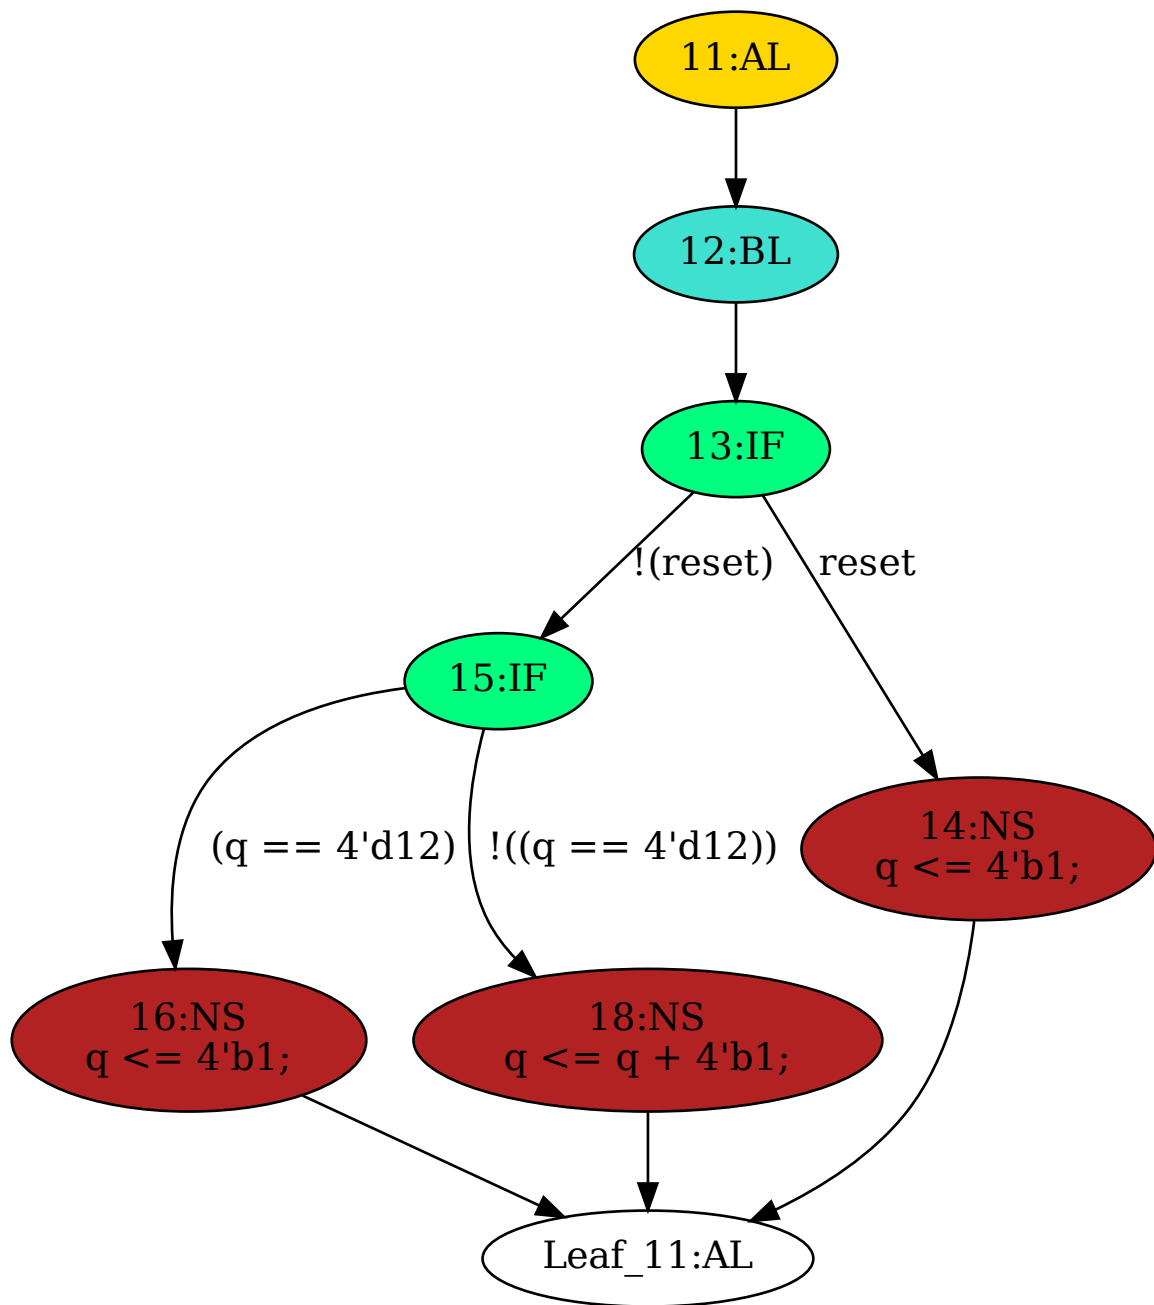 11:AL
12:BL
13:IF
!(reset)
reset
15:IF
(q == 4'd12)
!((q == 4'd12))
14:NS
q <= 4'b1;
16:NS
q <= 4'b1;
18:NS
q <= q + 4'b1;
Leaf_11:AL